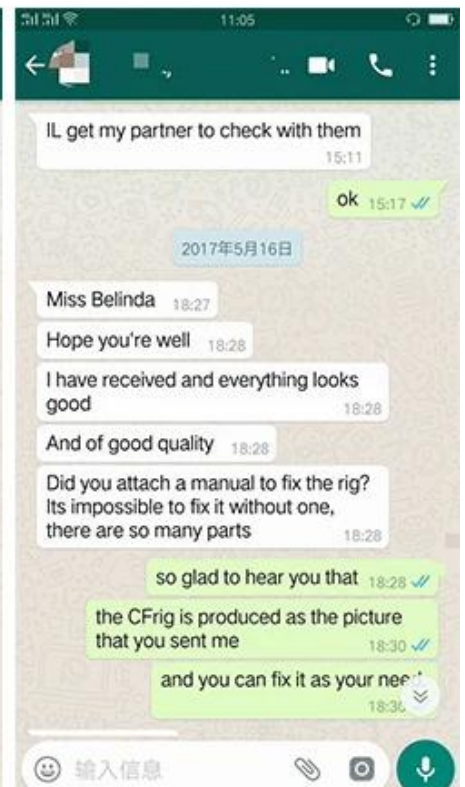 11:05
IL get my partner to check with them
15:11
ok 15:17
2017年5月16日
Miss Belinda 18:27
Hope you're well 18:28
I have received and everything looks
good
18:28
And of good quality 18:28
Did you attach a manual to fix the rig?
Its impossible to fix it without one,
there are so many parts
18:28
so glad to hear you that 18:28
the CFrig is produced as the picture
that you sent me
18:30
and you can fix it as your need
输入信息